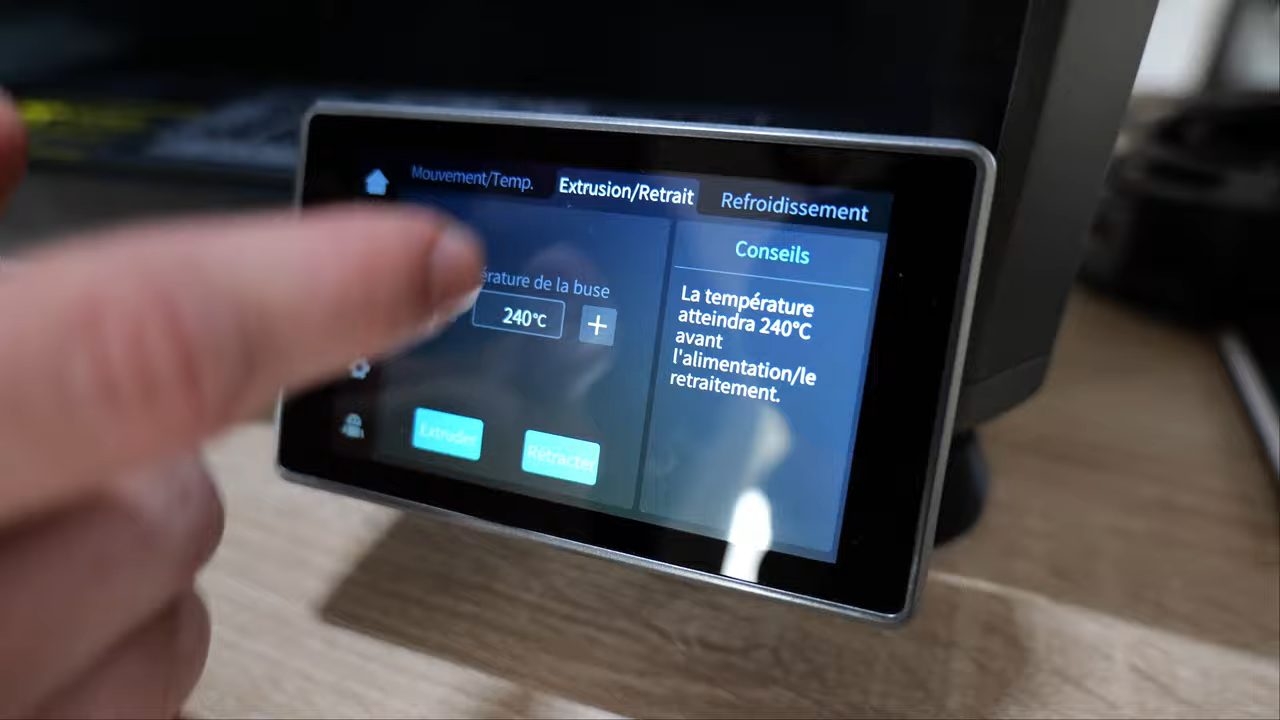 Mouvement/Temp.
Extrusion/Retrait
Refroidissement
érature de la buse
240°C
+
Extruder
Rétracter
Conseils
La température
atteindra 240°C
avant
l'alimentation/le
retraitement.